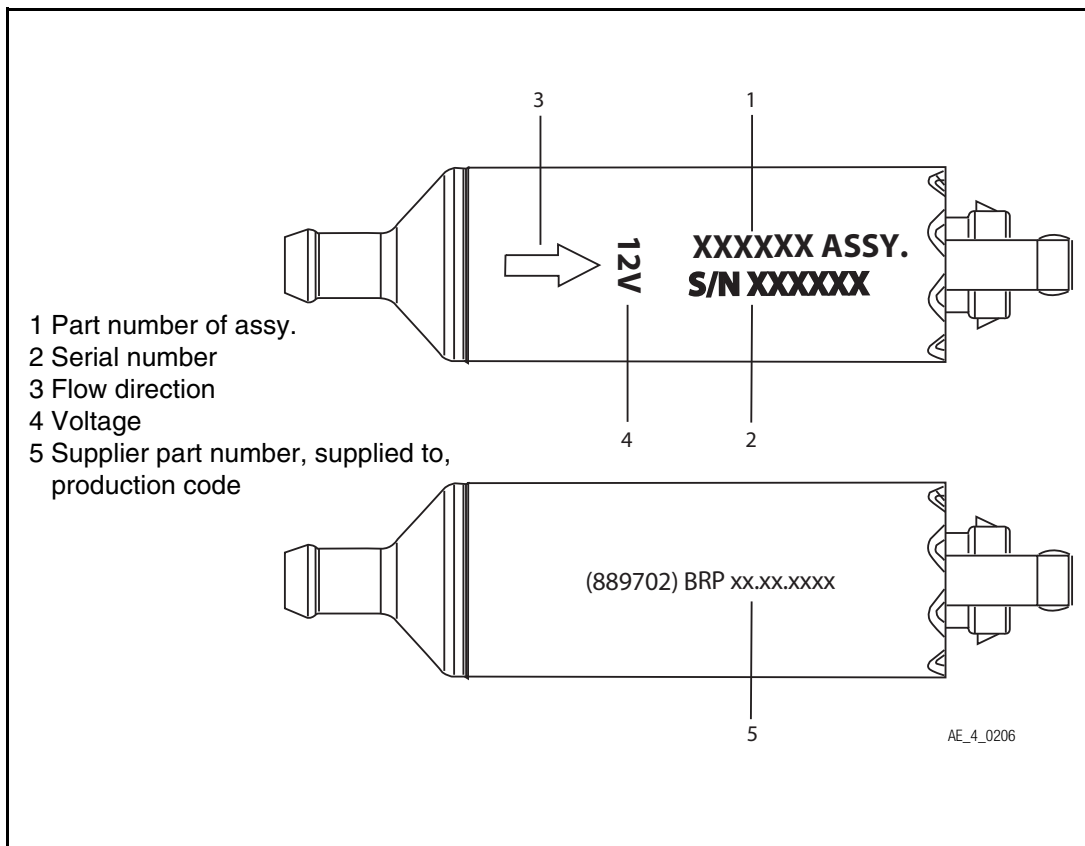 3
1
12V
XXXXXX ASSY.
S/N XXXXXX
1 Part number of assy.
2 Serial number
3 Flow direction
4 Voltage
5 Supplier part number, supplied to,
production code
4
2
(889702) BRP xx.xx.xxxx
5
AE_4_0206